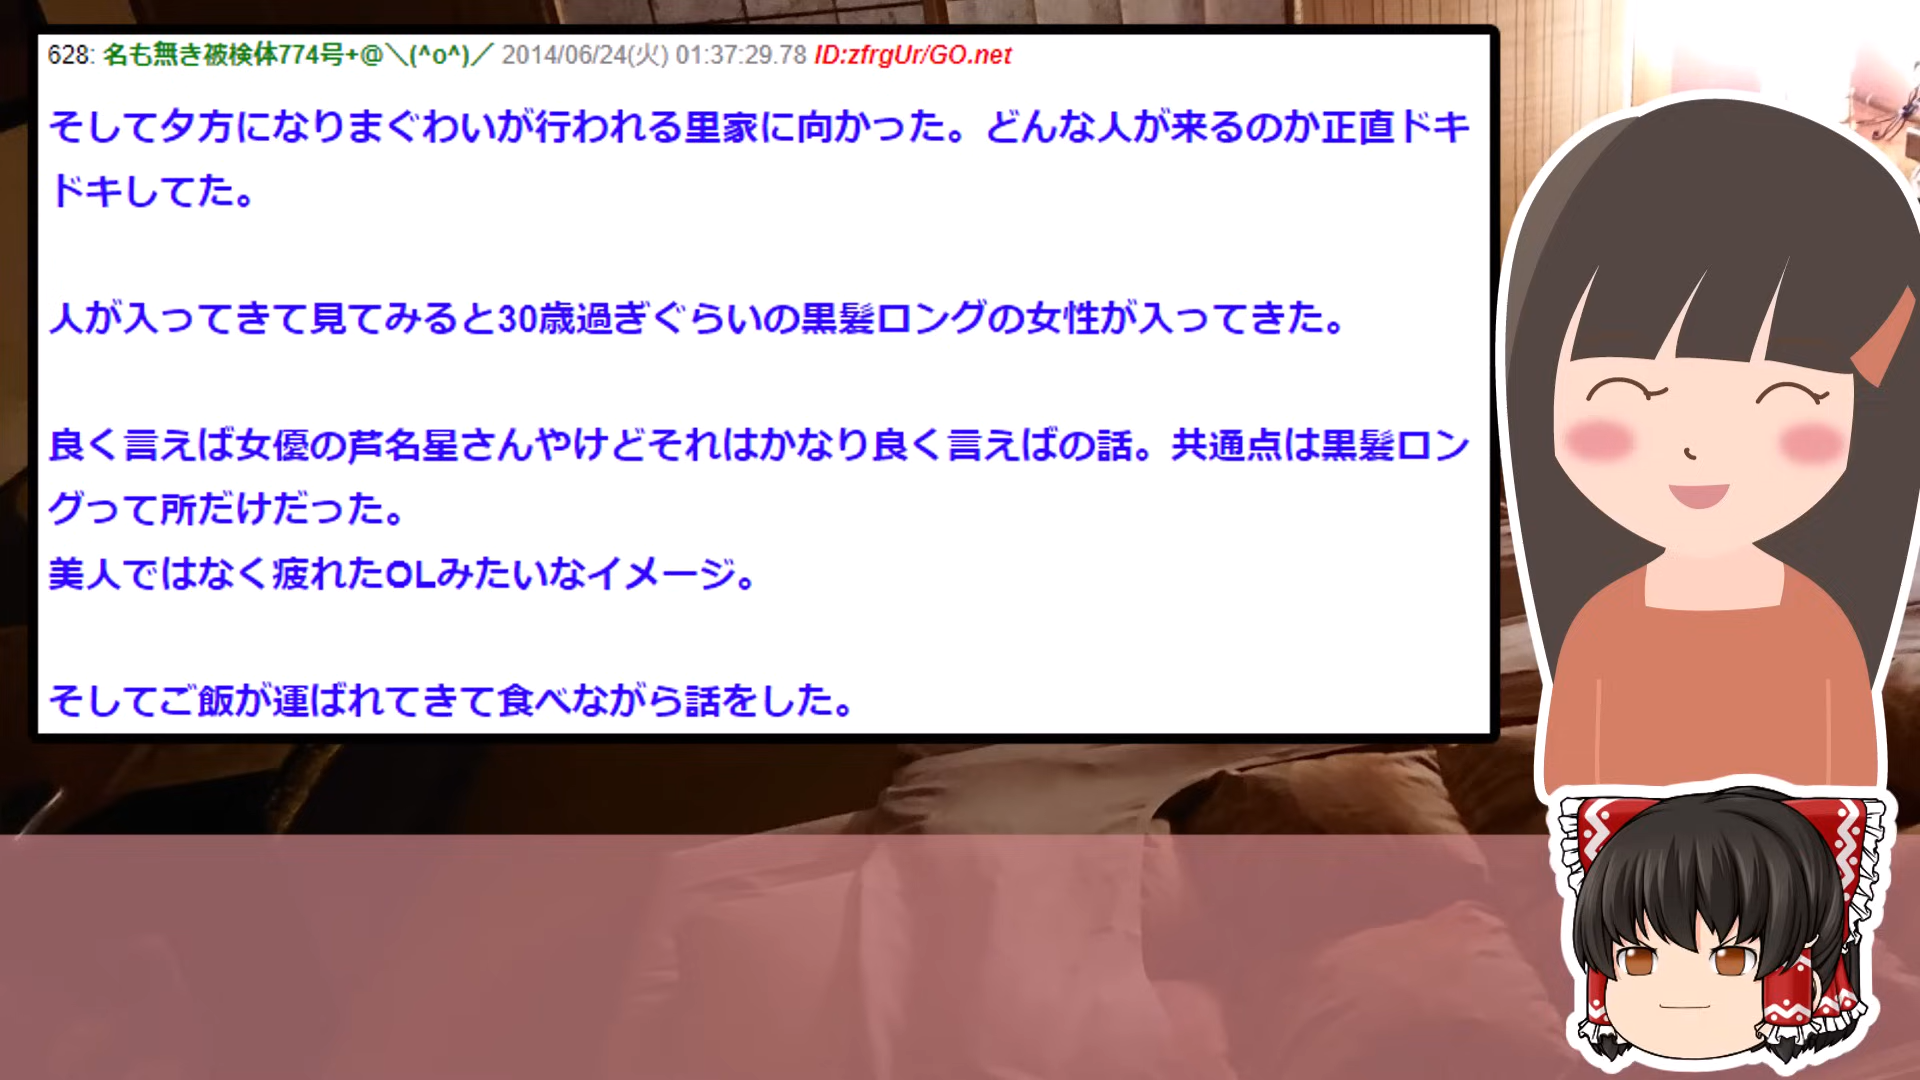 628: 名も無き被検体774号+@＼(^o^)／ 2014/06/24(火) 01:37:29.78 ID:zfrgUr/GO.net
そして夕方になりまぐわいが行われる里家に向かった。どんな人が来るのか正直ドキ
ドキしてた。
人が入ってきて見てみると30歳過ぎぐらいの黒髪ロングの女性が入ってきた。
良く言えば女優の芦名星さんやけどそれはかなり良く言えばの話。共通点は黒髪ロン
グって所だけだった。
美人ではなく疲れたOLみたいなイメージ。
そしてご飯が運ばれてきて食べながら話をした。